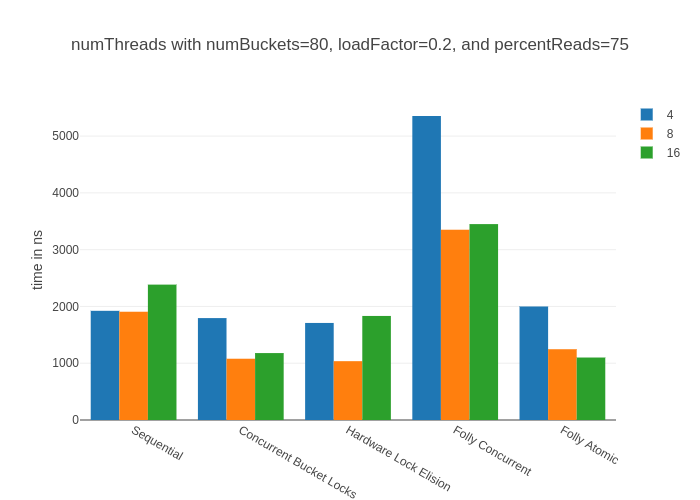 numThreads with numBuckets=80, loadFactor=0.2, and percentReads=75
4
8
16
5000
4000
3000
2000
1000
0
time in ns
Sequential
Concurrent Bucket Locks
Hardware Lock Elision
Folly Concurrent
Folly Atomic